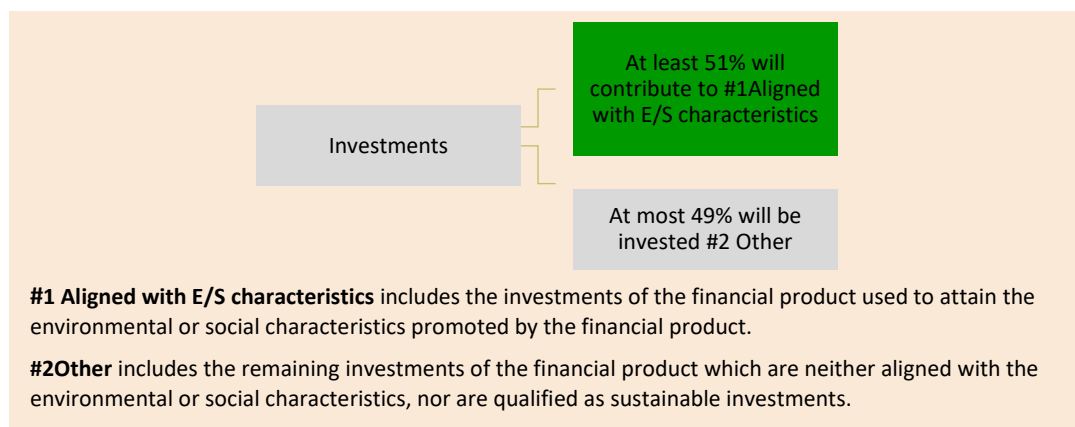 At least 51% will
contribute to #1Aligned
with E/S characteristics
Investments
At most 49% will be
invested #2 Other
#1 Aligned with E/S characteristics includes the investments of the financial product used to attain the
environmental or social characteristics promoted by the financial product.
#2Other includes the remaining investments of the financial product which are neither aligned with the
environmental or social characteristics, nor are qualified as sustainable investments.